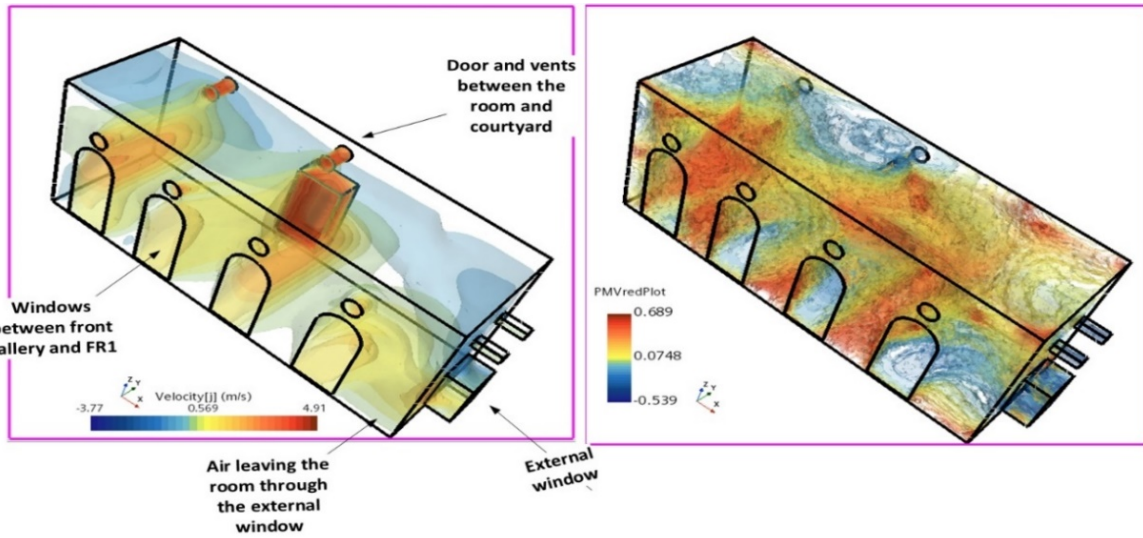 Door and vents
between the
room and
courtyard
Windows
between front
allery and FR1
Z
Y
X
Velocity[j] (m/s)
-3.77
0.569
4.91
Air leaving the
room through
the external
window
External
window
PMVredPlot
0.689
0.0748
-0.539
Z
Y
X